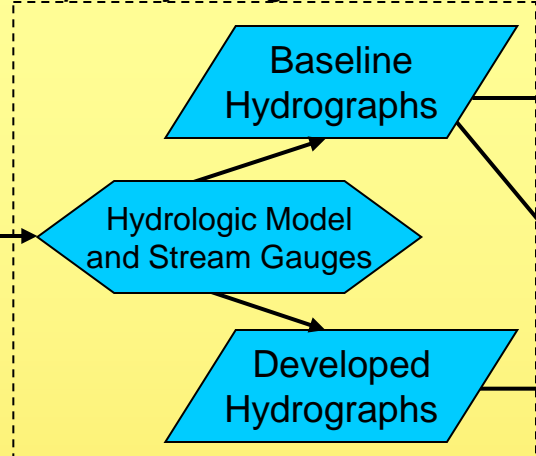 Baseline
Hydrographs
Hydrologic Model
and Stream Gauges
Developed
Hydrographs